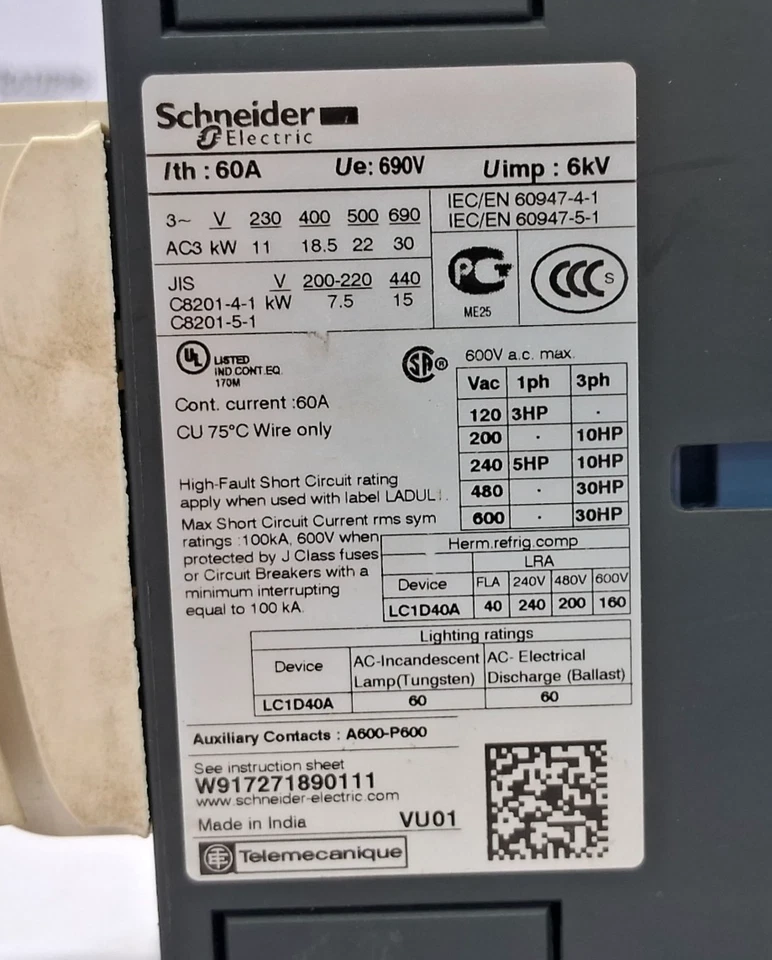 Schneider
Electric
Ith : 60A Ue: 690V Uimp : 6kV
3~ V 230 400 500 690
AC3 kW 11 18.5 22 30
IEC/EN 60947-4-1
IEC/EN 60947-5-1
JIS V 200-220 440
C8201-4-1 kW 7.5 15
C8201-5-1
ME25
CCC S
UL LISTED
IND.CONT.EQ.
170M
SA ®
Cont. current :60A
CU 75°C Wire only
600V a.c. max.
Vac 1ph 3ph
120 3HP .
200 . 10HP
240 5HP 10HP
480 . 30HP
600 . 30HP
High-Fault Short Circuit rating
apply when used with label LADUL1.
Max Short Circuit Current rms sym
ratings :100kA, 600V when
protected by J Class fuses
or Circuit Breakers with a
minimum interrupting
equal to 100 kA.
Herm.refrig.comp
LRA
Device FLA 240V 480V 600V
LC1D40A 40 240 200 160
Lighting ratings
Device AC-Incandescent Lamp(Tungsten) AC- Electrical Discharge (Ballast)
LC1D40A 60 60
Auxiliary Contacts : A600-P600
See instruction sheet
W917271890111
www.schneider-electric.com
Made in India VU01
Telemecanique